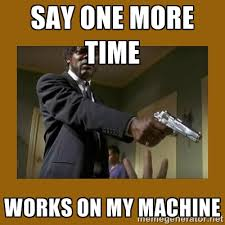 SAY ONE MORE
TIME
WORKS ON MY MACHINE
memegenerator.net